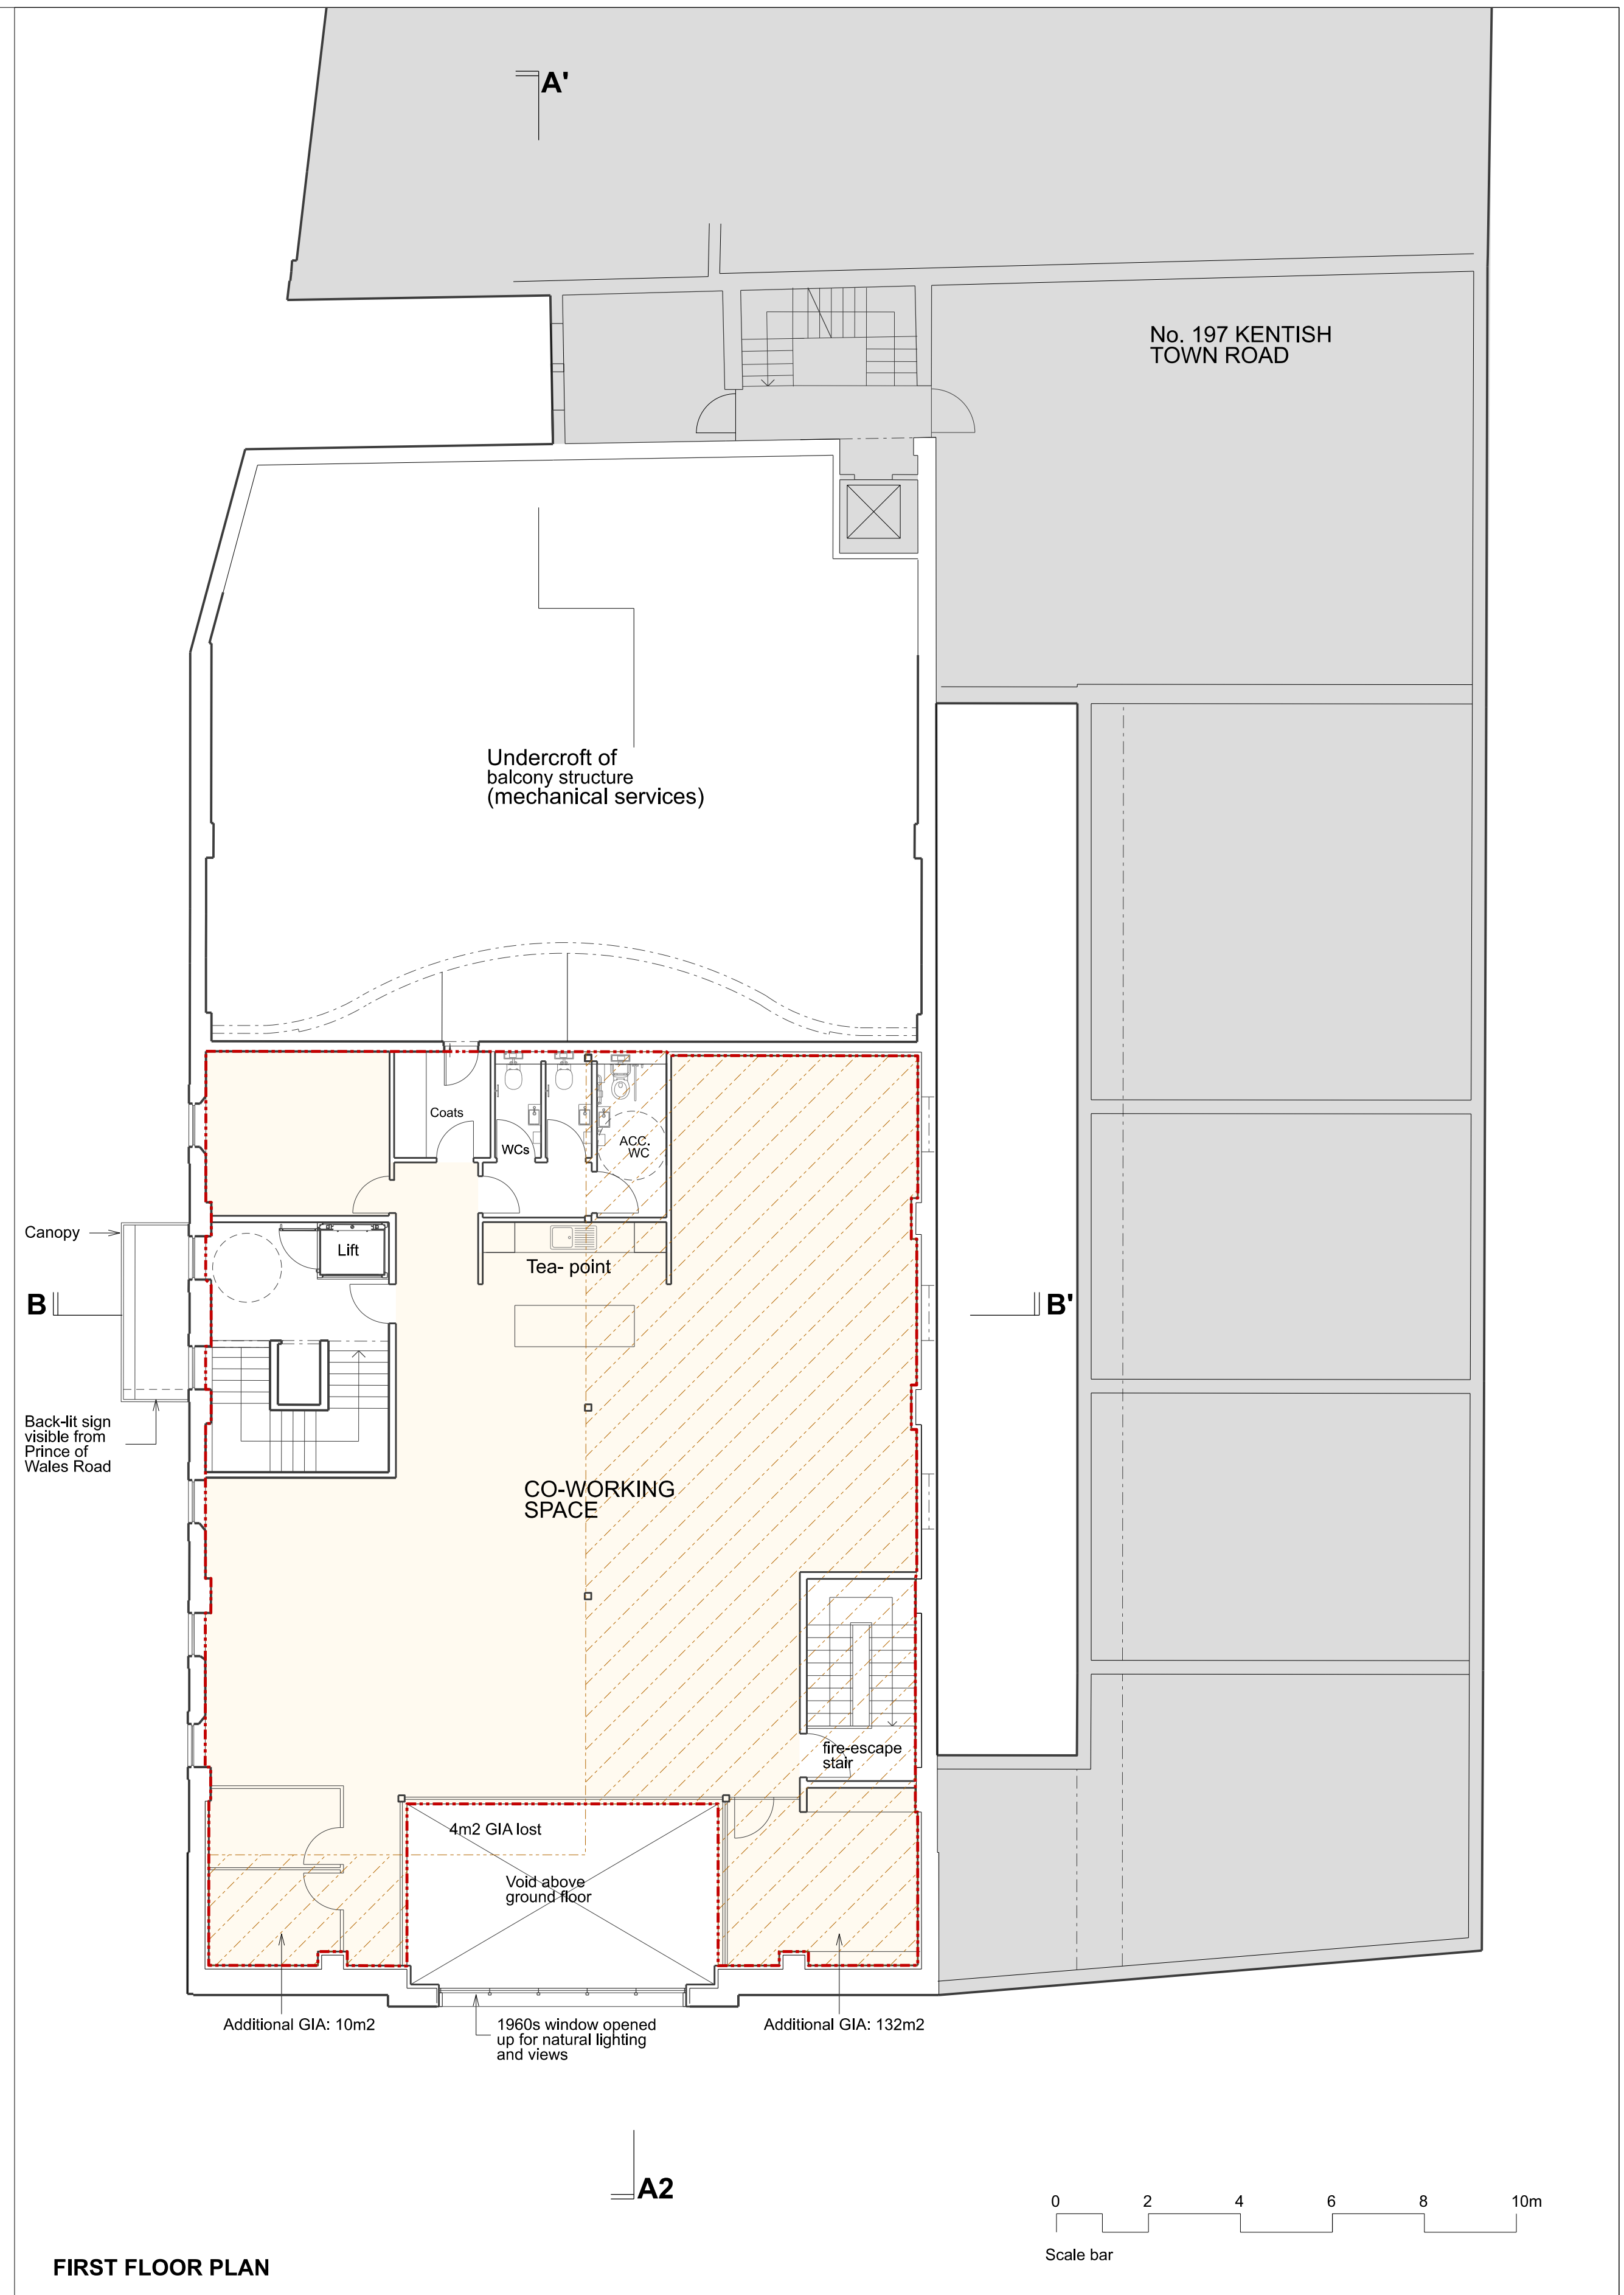 A'
No. 197 KENTISH
TOWN ROAD
Undercroft of
balcony structure
(mechanical services)
Coats
WCs
ACC.
WC
Canopy
Lift
Tea- point
B
B'
Back-lit sign
visible from
Prince of
Wales Road
CO-WORKING
SPACE
fire-escape
stair
4m2 GIA lost
Void above
ground floor
Additional GIA: 10m2
1960s window opened
up for natural lighting
and views
Additional GIA: 132m2
A2
0 2 4 6 8 10m
Scale bar
FIRST FLOOR PLAN